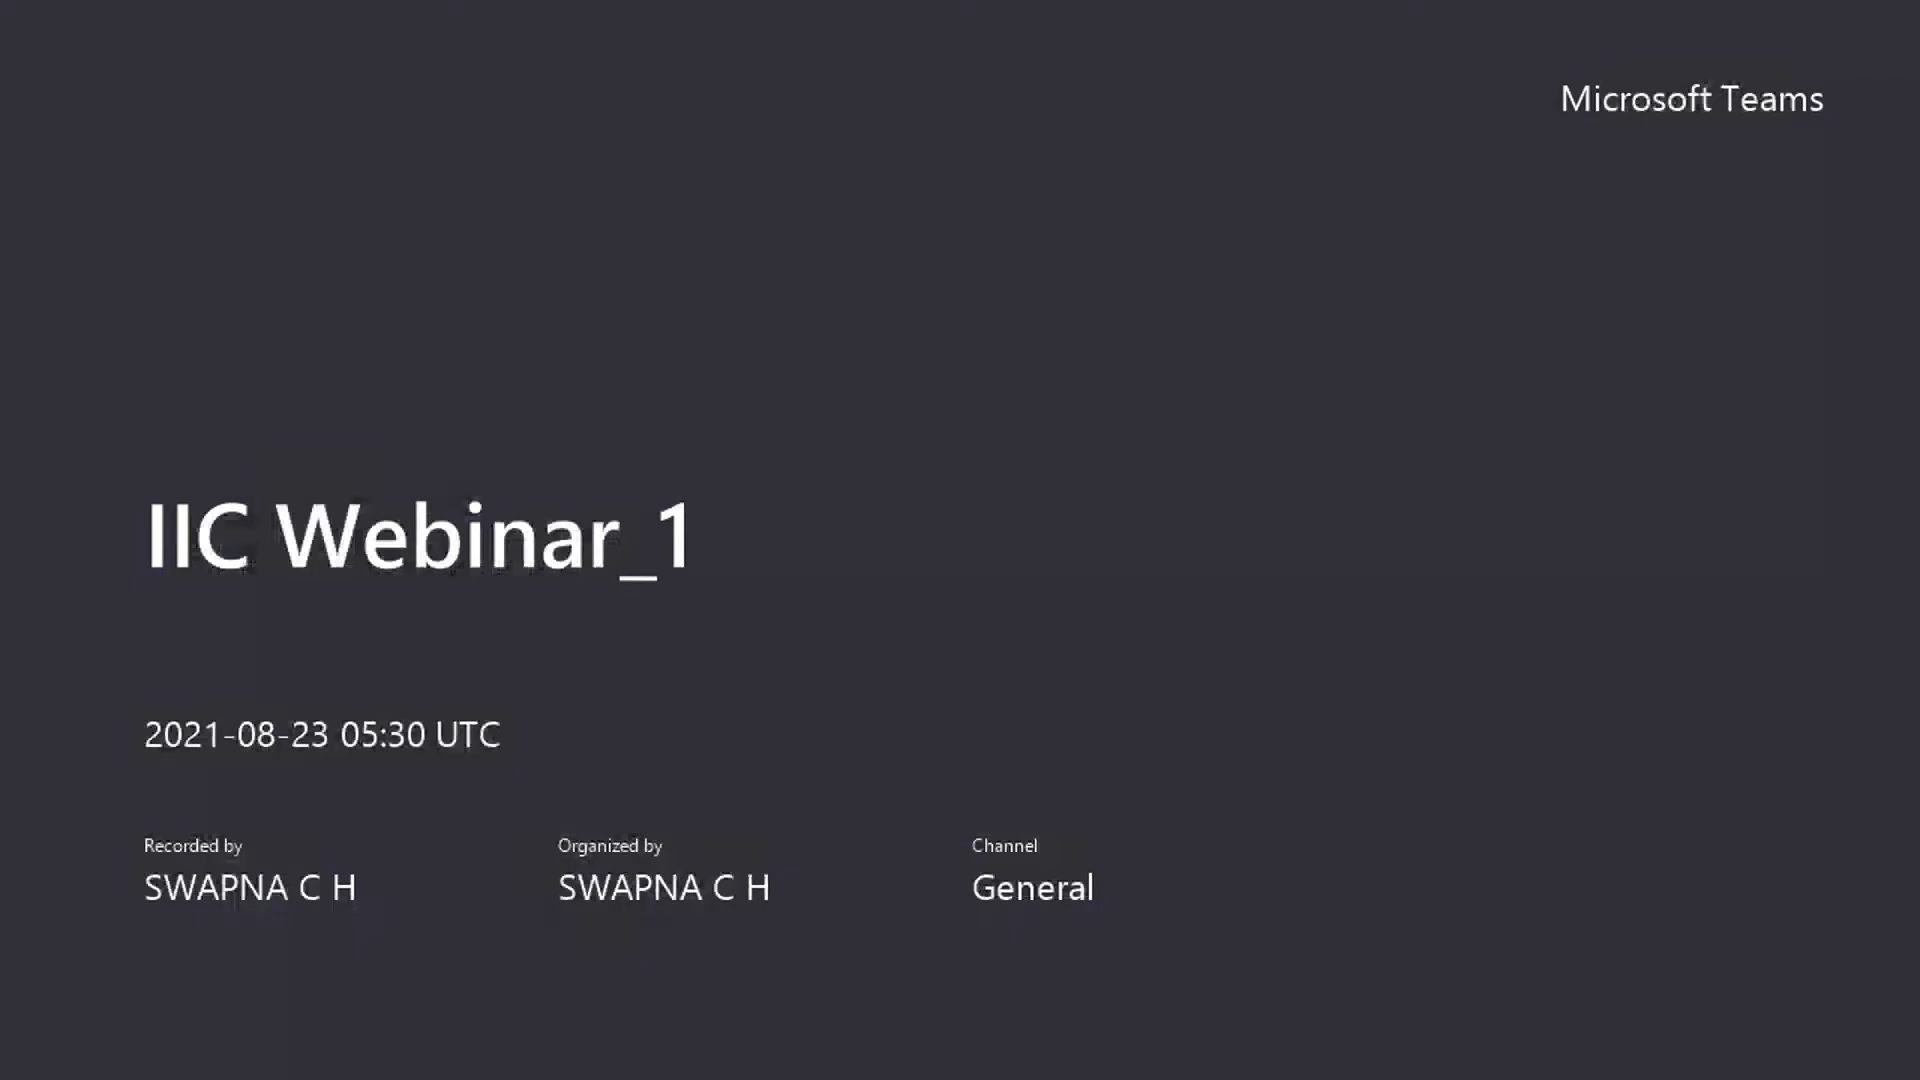 Microsoft Teams
IIC Webinar_1
2021-08-23 05:30 UTC
Recorded by
SWAPNA C H
Organized by
SWAPNA C H
Channel
General